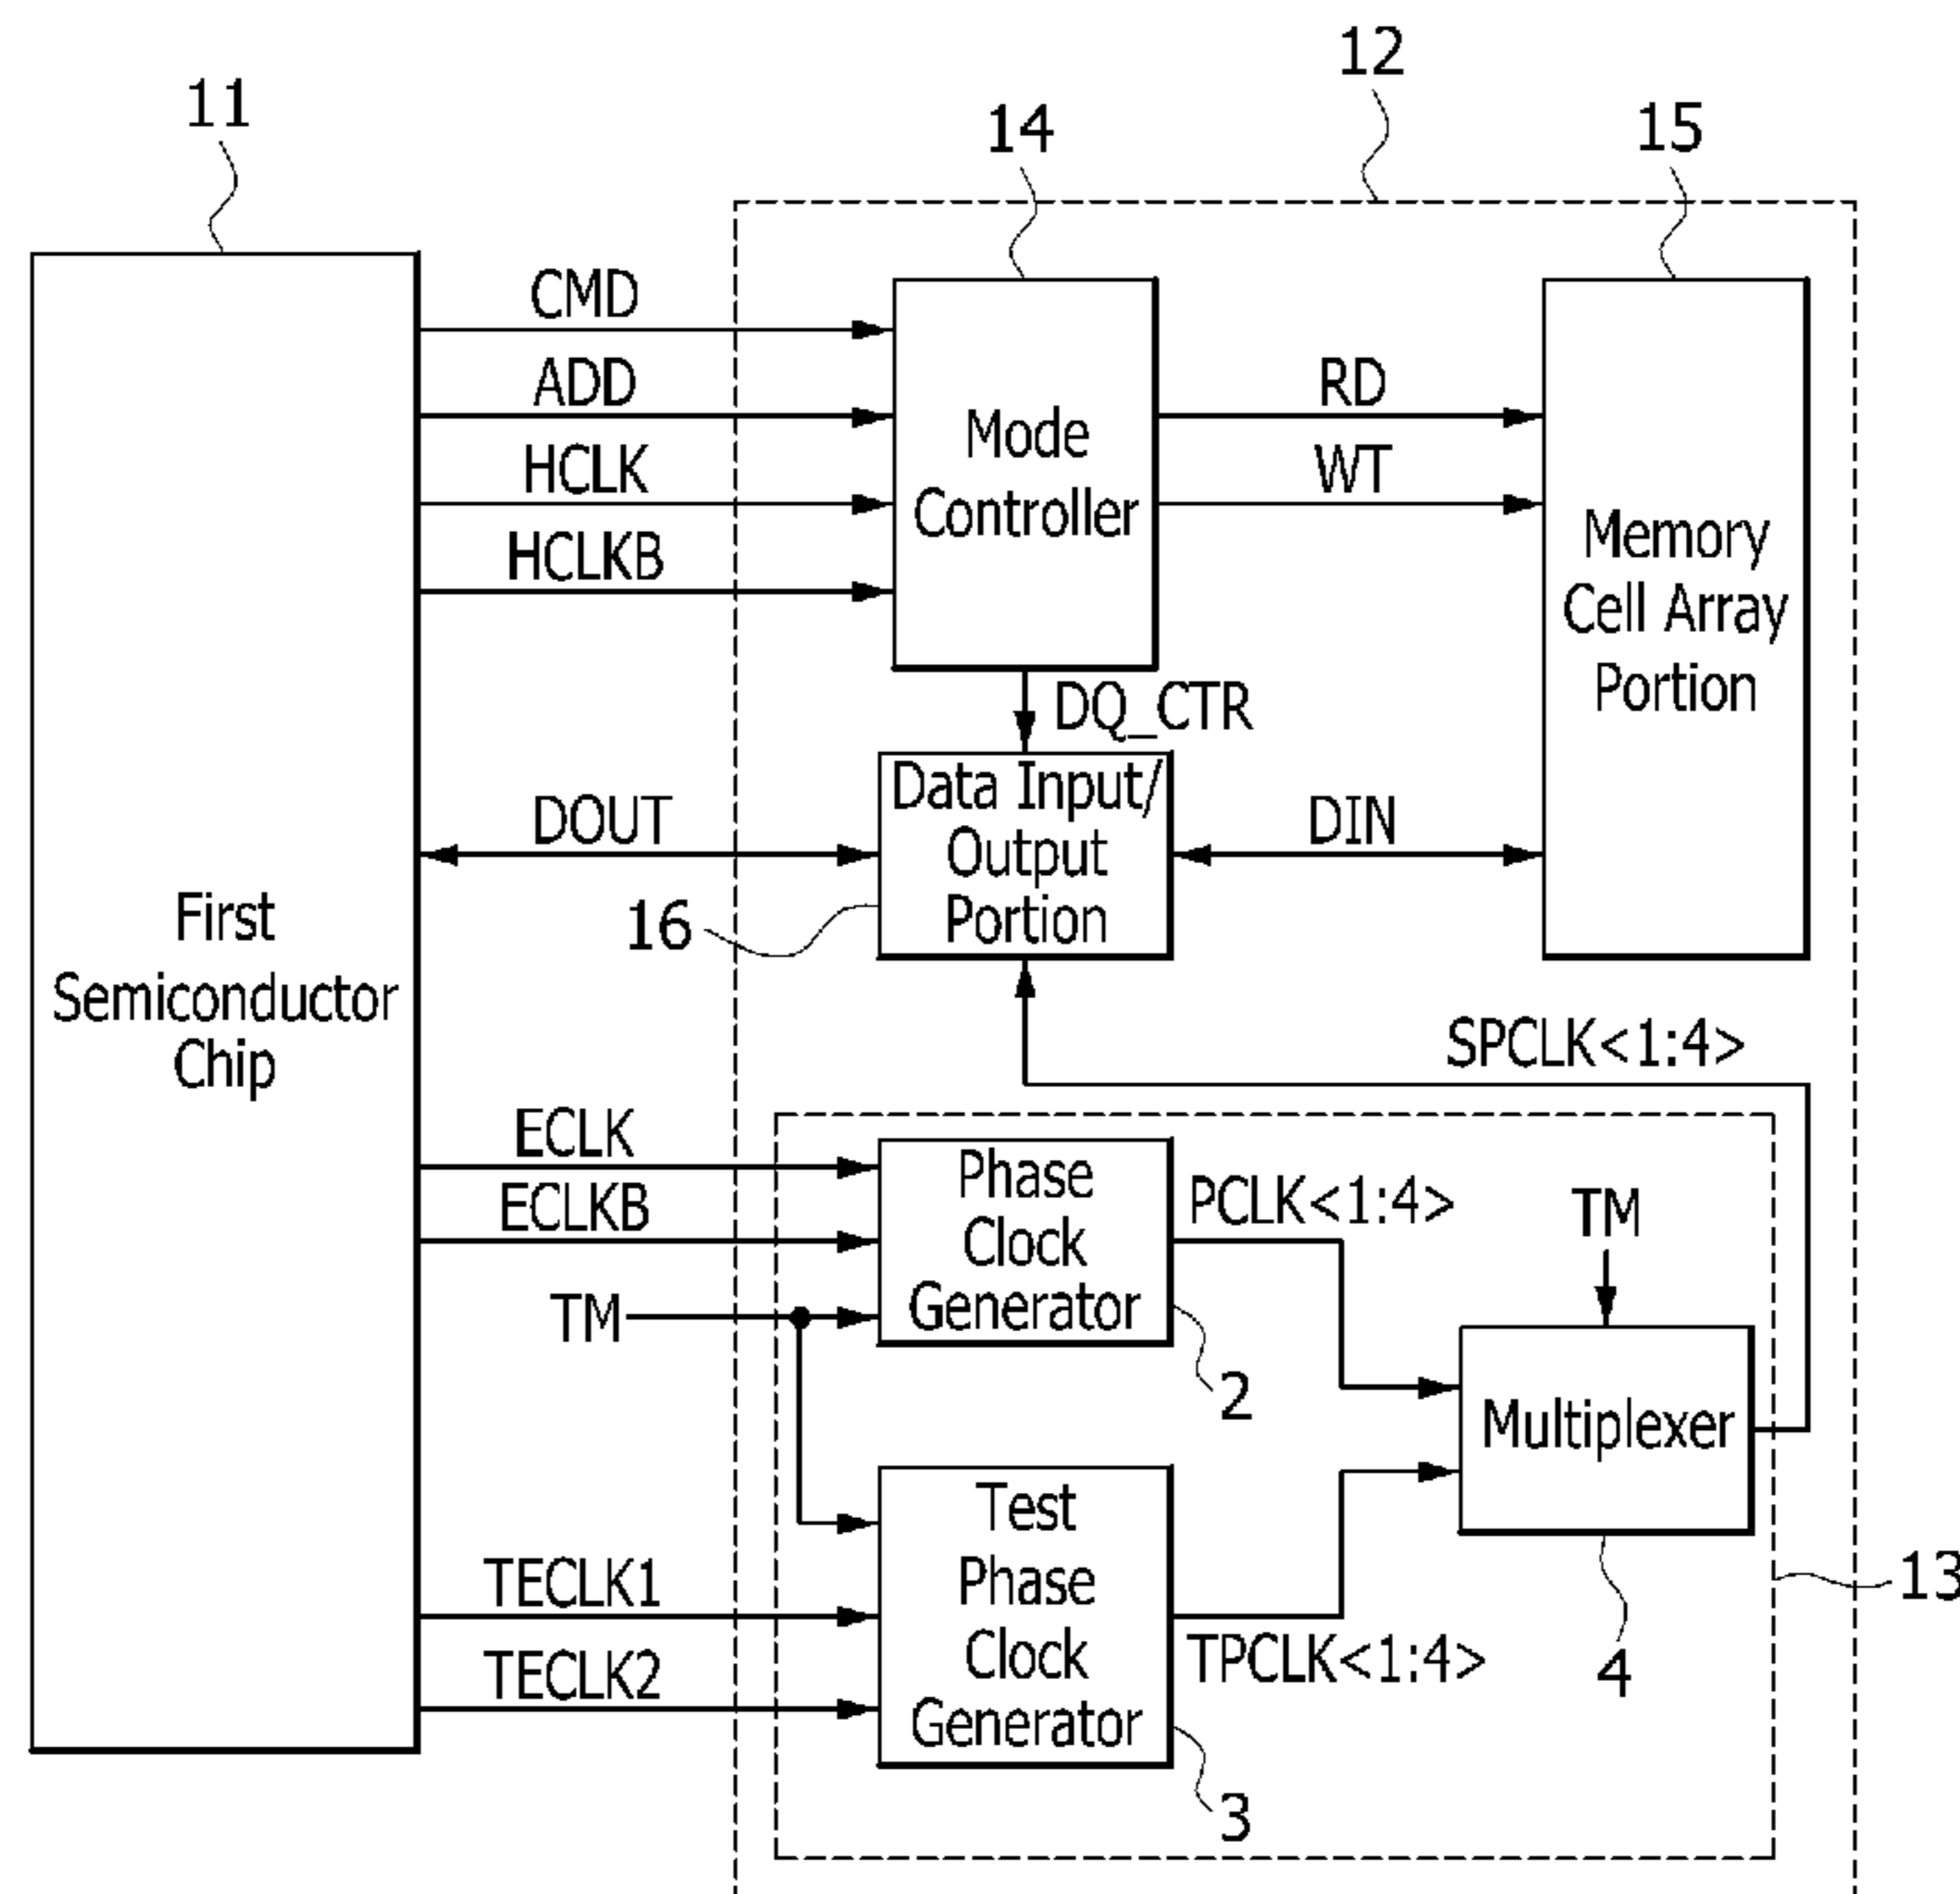 12
11
14
15
CMD
ADD
HCLK
HCLKB
Mode
Controller
RD
WT
Memory
Cell Array
Portion
DQ_CTR
DOUT
Data Input/
Output
Portion
DIN
16
First
Semiconductor
Chip
SPCLK<1:4>
ECLK
ECLKB
TM
Phase
Clock
Generator
PCLK<1:4>
TM
2
Multiplexer
Test
Phase
Clock
Generator
TECLK1
TECLK2
TPCLK<1:4>
4
13
3